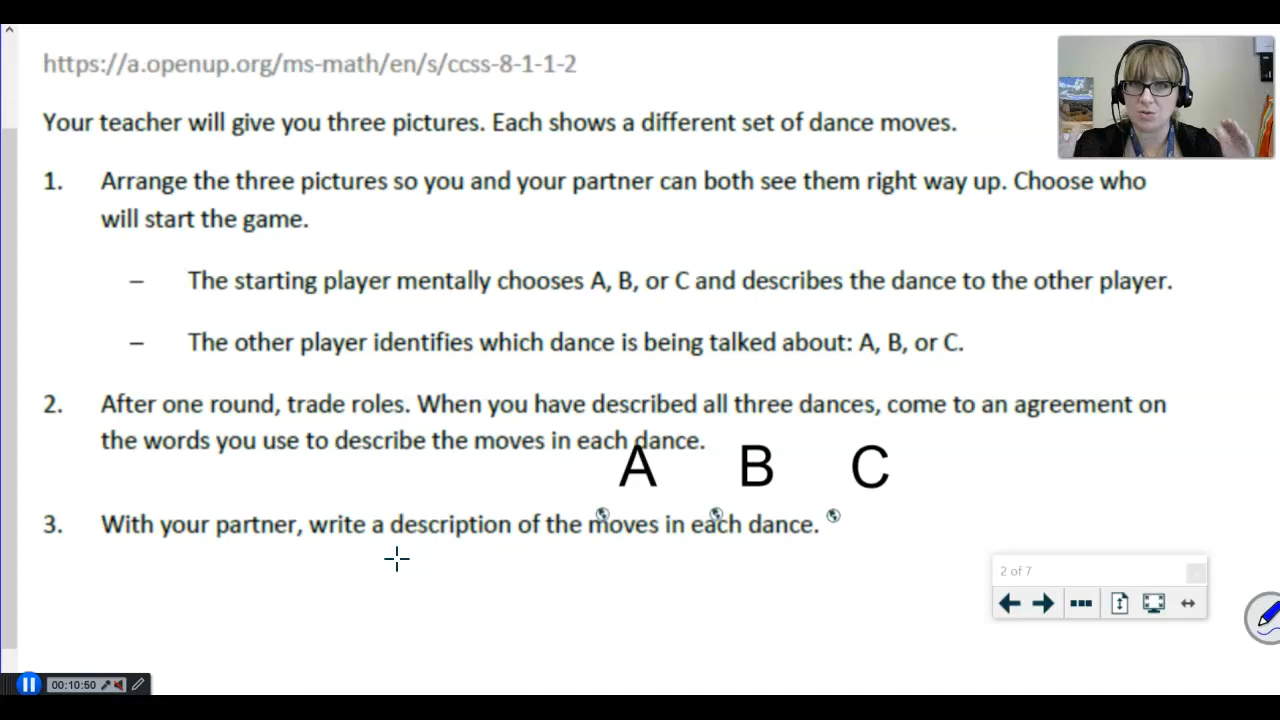 https://a.openup.org/ms-math/en/s/ccss-8-1-1-2
Your teacher will give you three pictures. Each shows a different set of dance moves.
1. Arrange the three pictures so you and your partner can both see them right way up. Choose who
will start the game.
– The starting player mentally chooses A, B, or C and describes the dance to the other player.
– The other player identifies which dance is being talked about: A, B, or C.
2. After one round, trade roles. When you have described all three dances, come to an agreement on
the words you use to describe the moves in each dance.
A B C
3. With your partner, write a description of the moves in each dance.
2 of 7
00:10:50